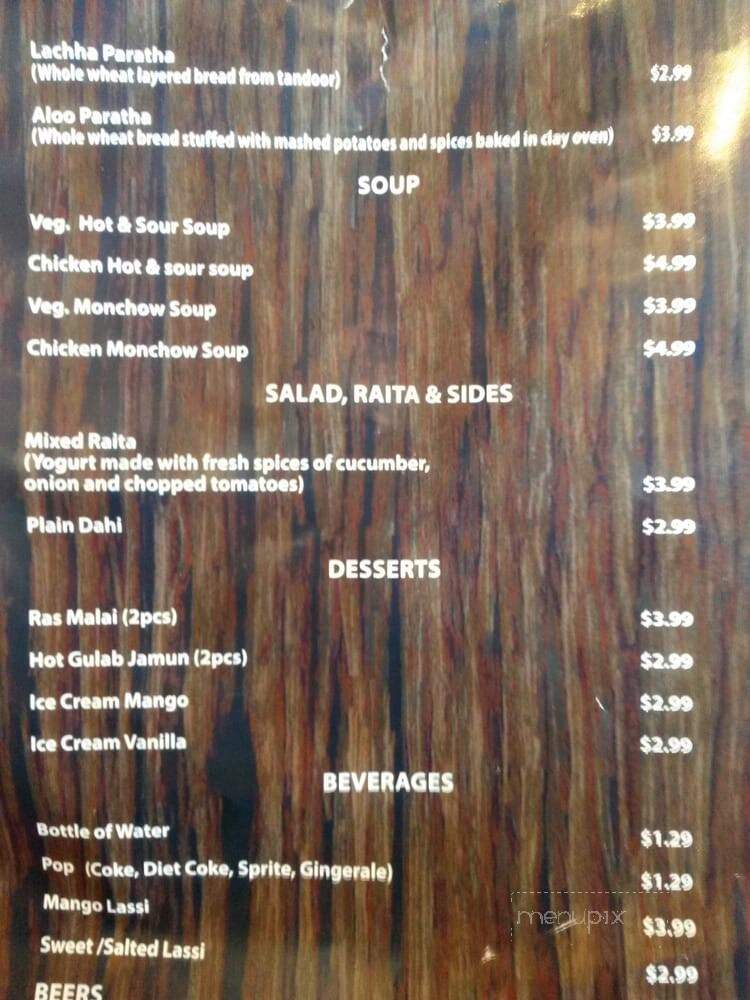 Lachha Paratha
(Whole wheat layered bread from tandoor) $2.99
Aloo Paratha
(Whole wheat bread stuffed with mashed potatoes and spices baked in clay oven) $3.99
SOUP
Veg. Hot & Sour Soup $3.99
Chicken Hot & sour soup $4.99
Veg. Monchow Soup $3.99
Chicken Monchow Soup $4.99
SALAD, RAITA & SIDES
Mixed Raita
(Yogurt made with fresh spices of cucumber,
onion and chopped tomatoes) $3.99
Plain Dahi $2.99
DESSERTS
Ras Malai (2pcs) $3.99
Hot Gulab Jamun (2pcs) $2.99
Ice Cream Mango $2.99
Ice Cream Vanilla $2.99
BEVERAGES
Bottle of Water $1.29
Pop (Coke, Diet Coke, Sprite, Gingerale) $1.29
Mango Lassi $3.99
Sweet /Salted Lassi $2.99
BEERS
menupix